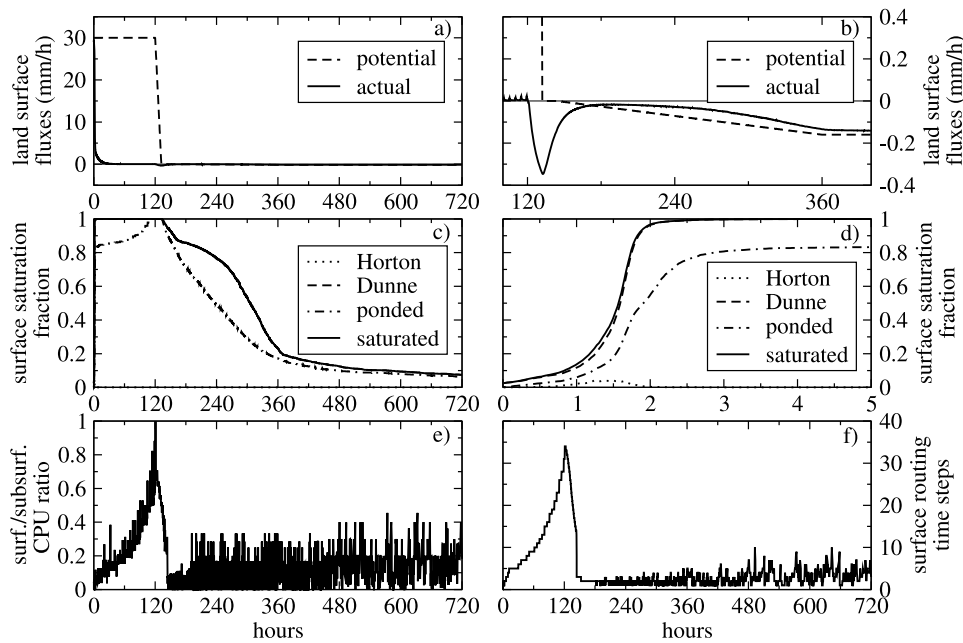 a)
land surface
fluxes (mm/h)
30
20
10
0
potential
actual
0 120 240 360 480 600 720
b)
potential
actual
0.4
0.2
0
-0.2
-0.4
land surface
fluxes (mm/h)
120 240 360
c)
surface saturation
fraction
1
0.8
0.6
0.4
0.2
0
Horton
Dunne
ponded
saturated
0 120 240 360 480 600 720
d)
Horton
Dunne
ponded
saturated
1
0.8
0.6
0.4
0.2
0
surface saturation
fraction
0 1 2 3 4 5
e)
surf./subsurf.
CPU ratio
1
0.8
0.6
0.4
0.2
0
0 120 240 360 480 600 720
hours
f)
40
30
20
10
0
surface routing
time steps
0 120 240 360 480 600 720
hours